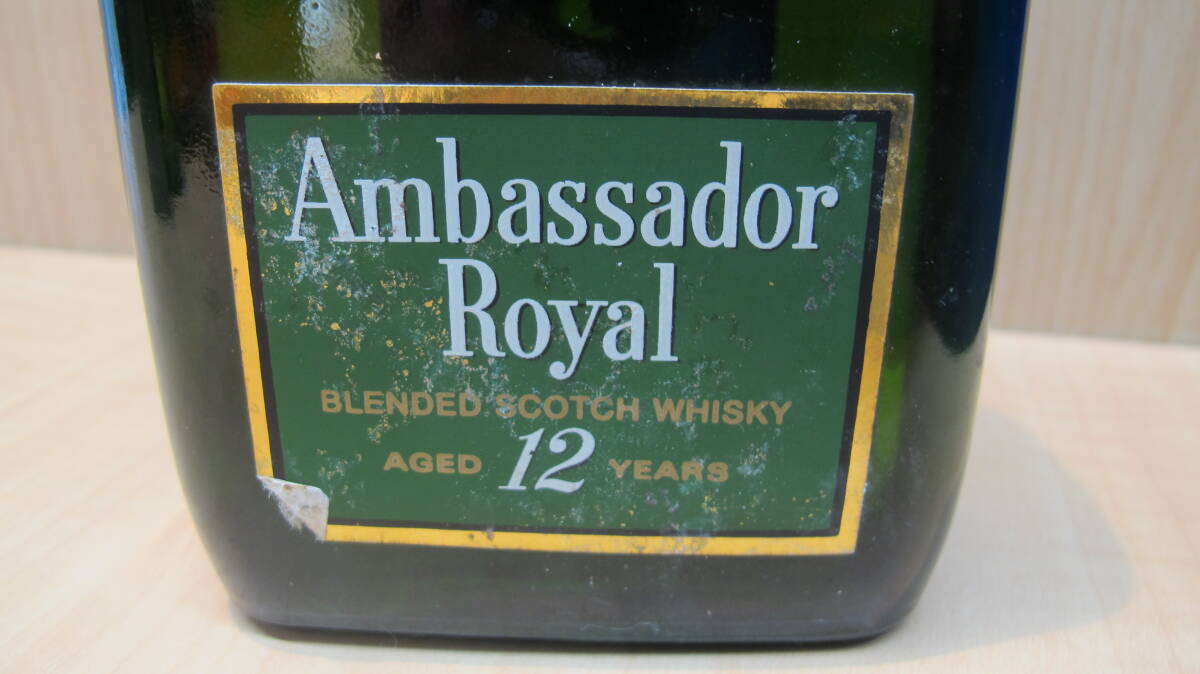 Ambassador
Royal
BLENDED SCOTCH WHISKY
AGED 12 YEARS